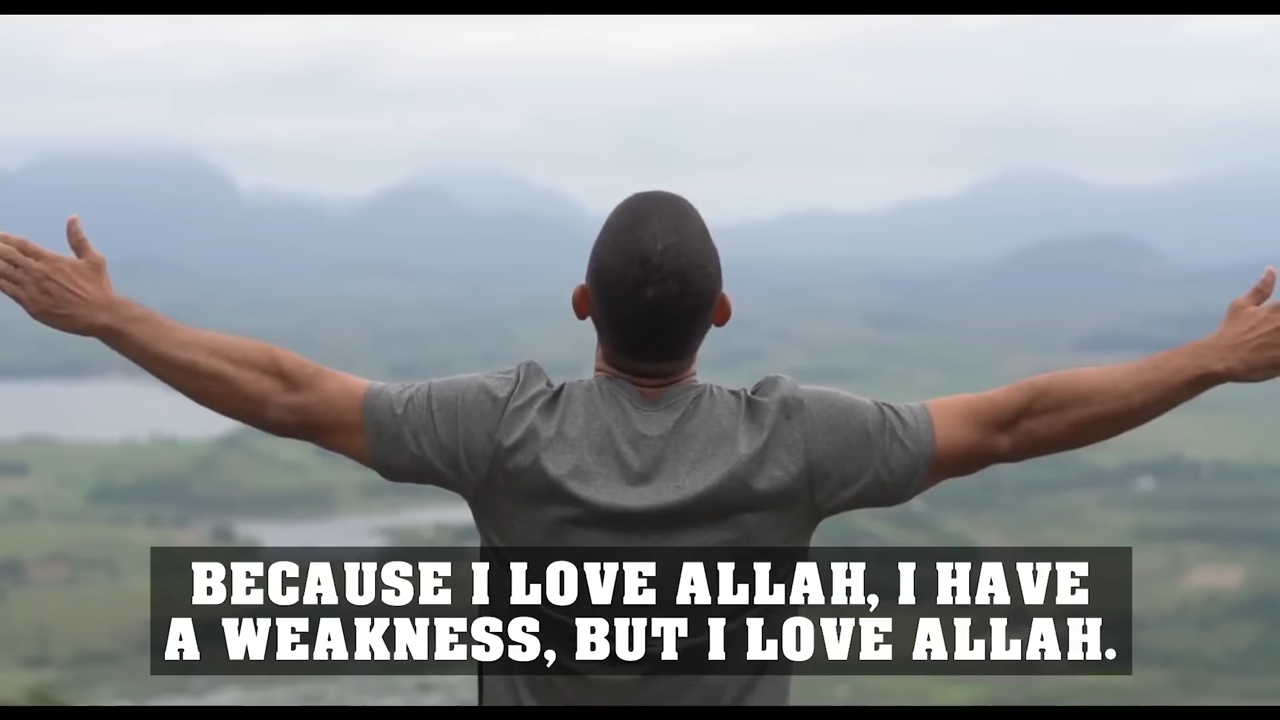 BECAUSE I LOVE ALLAH, I HAVE
A WEAKNESS, BUT I LOVE ALLAH.